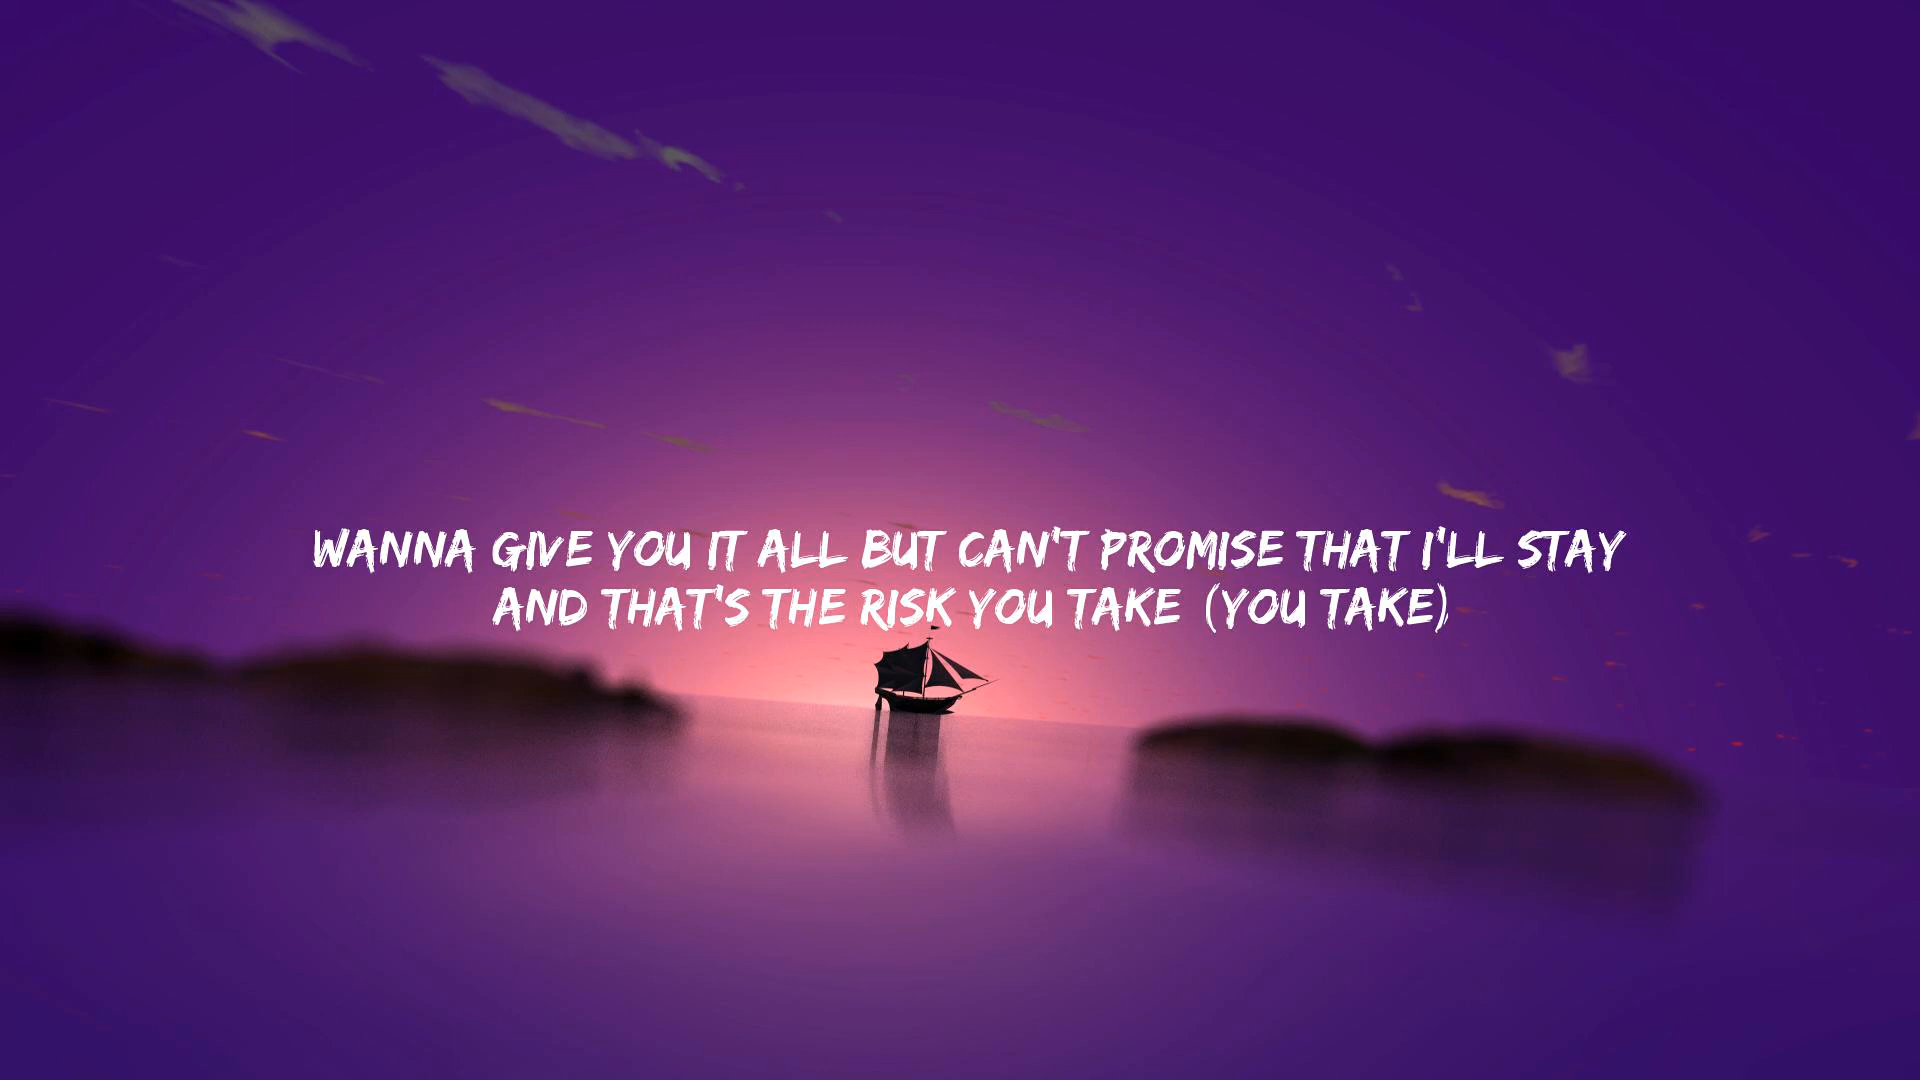 WANNA GIVE YOU IT ALL BUT CAN'T PROMISE THAT I'LL STAY
AND THAT'S THE RISK YOU TAKE (YOU TAKE)